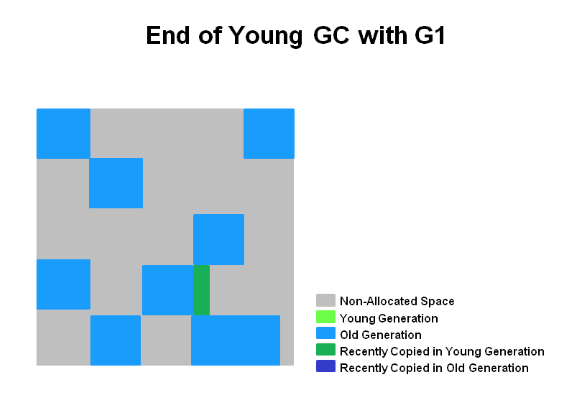 End of Young GC with G1
Non-Allocated Space
Young Generation
Old Generation
Recently Copied in Young Generation
Recently Copied in Old Generation